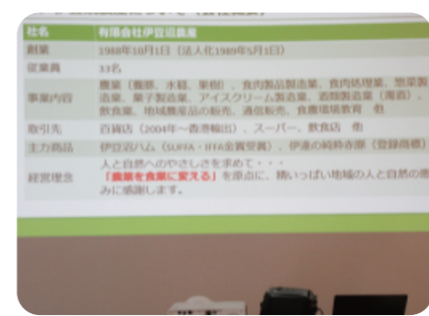 社名 有限会社伊豆沼農産
創業 1988年10月1日(法人化1989年5月1日)
従業員 33名
事業内容 農業(養豚、水稲、果樹)、食肉製品製造業、食肉処理業、惣菜製
造業、菓子製造業、アイスクリーム製造業、酒類製造業(濁酒)、
飲食業、地域農産品の販売、通信販売、食農環境教育 他
取引先 百貨店(2004年〜香港輸出)、スーパー、飲食店 他
主力商品 伊豆沼ハム(SUFFA・IFFA金賞受賞)、伊達の純粋赤豚(登録商標)
人と自然へのやさしさを求めて・・・
経営理念 「農業を食業に変える」を原点に、精いっぱい地域の人と自然の恵
みに感謝します。